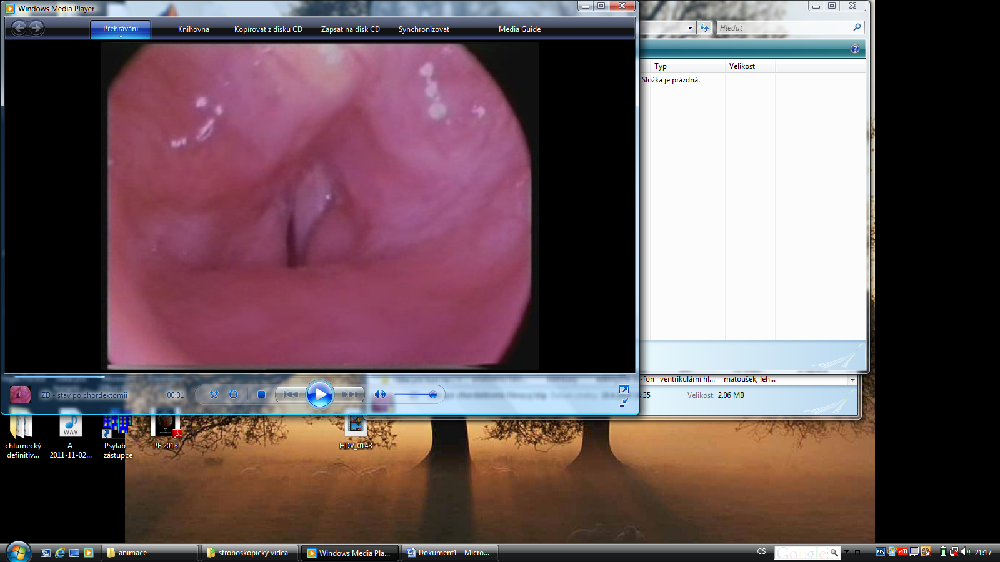 Windows Media Player
Přehrávání
Knihovna
Kopírovat z disku CD
Zapsat na disk CD
Synchronizovat
Media Guide
Hledat
Typ
Velikost
Složka je prázdná.
-fon ventrikulární hl... matoušek, leh...
:35 Velikost: 2,06 MB
ZD - stav po chordektomii
00:01
chlumecký
definitiv...
WAV
A
2011-11-02...
Psylab –
zástupce
PF 2013
HDV_0143
animace
stroboskopický videa
Windows Media Pla...
Dokument1 - Micro...
CS
Google
ATI
21:17